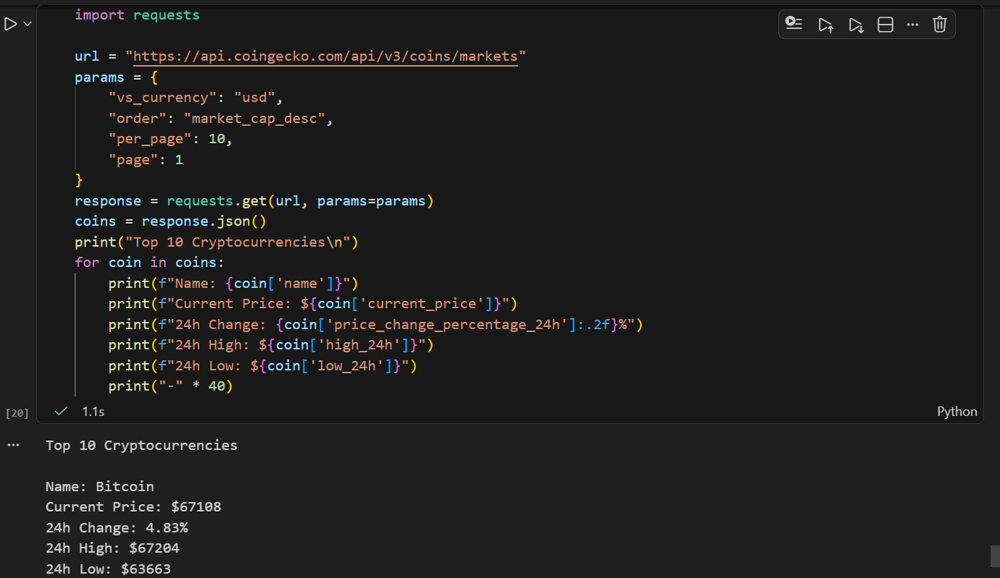 import requests

url = "https://api.coingecko.com/api/v3/coins/markets"
params = {
    "vs_currency": "usd",
    "order": "market_cap_desc",
    "per_page": 10,
    "page": 1
}
response = requests.get(url, params=params)
coins = response.json()
print("Top 10 Cryptocurrencies\n")
for coin in coins:
    print(f"Name: {coin['name']}")
    print(f"Current Price: ${coin['current_price']}")
    print(f"24h Change: {coin['price_change_percentage_24h']:.2f}%")
    print(f"24h High: ${coin['high_24h']}")
    print(f"24h Low: ${coin['low_24h']}")
    print("-" * 40)
[20] 1.1s Python
Top 10 Cryptocurrencies

Name: Bitcoin
Current Price: $67108
24h Change: 4.83%
24h High: $67204
24h Low: $63663